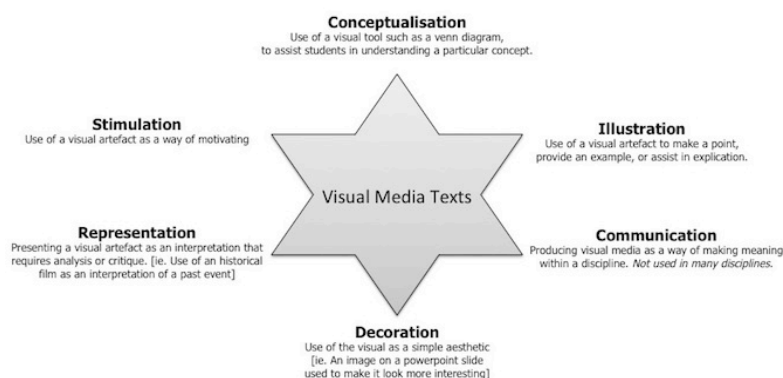 Conceptualisation
Use of a visual tool such as a venn diagram,
to assist students in understanding a particular concept.
Stimulation
Use of a visual artefact as a way of motivating
Illustration
Use of a visual artefact to make a point,
provide an example, or assist in explication.
Visual Media Texts
Representation
Presenting a visual artefact as an interpretation that
requires analysis or critique. [ie. Use of an historical
film as an interpretation of a past event]
Communication
Producing visual media as a way of making meaning
within a discipline. Not used in many disciplines.
Decoration
Use of the visual as a simple aesthetic
[ie. An image on a powerpoint slide
used to make it look more interesting]